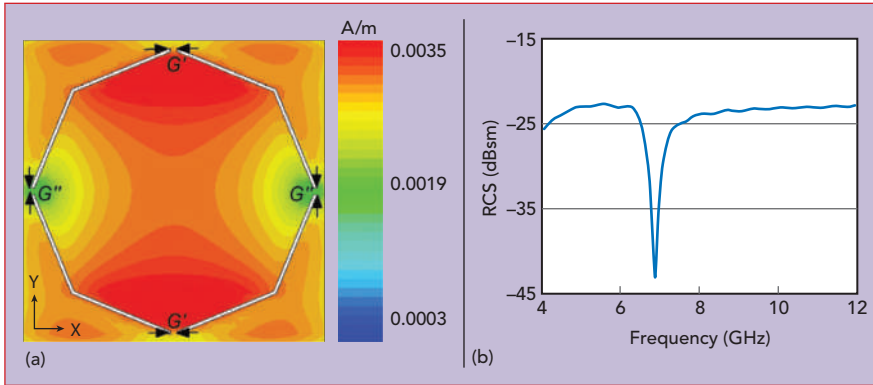 A/m
0.0035
0.0019
0.0003
G'
G"
G"
G'
Y
X
(a)
RCS (dBsm)
–15
–25
–35
–45
4
6
8
10
12
Frequency (GHz)
(b)